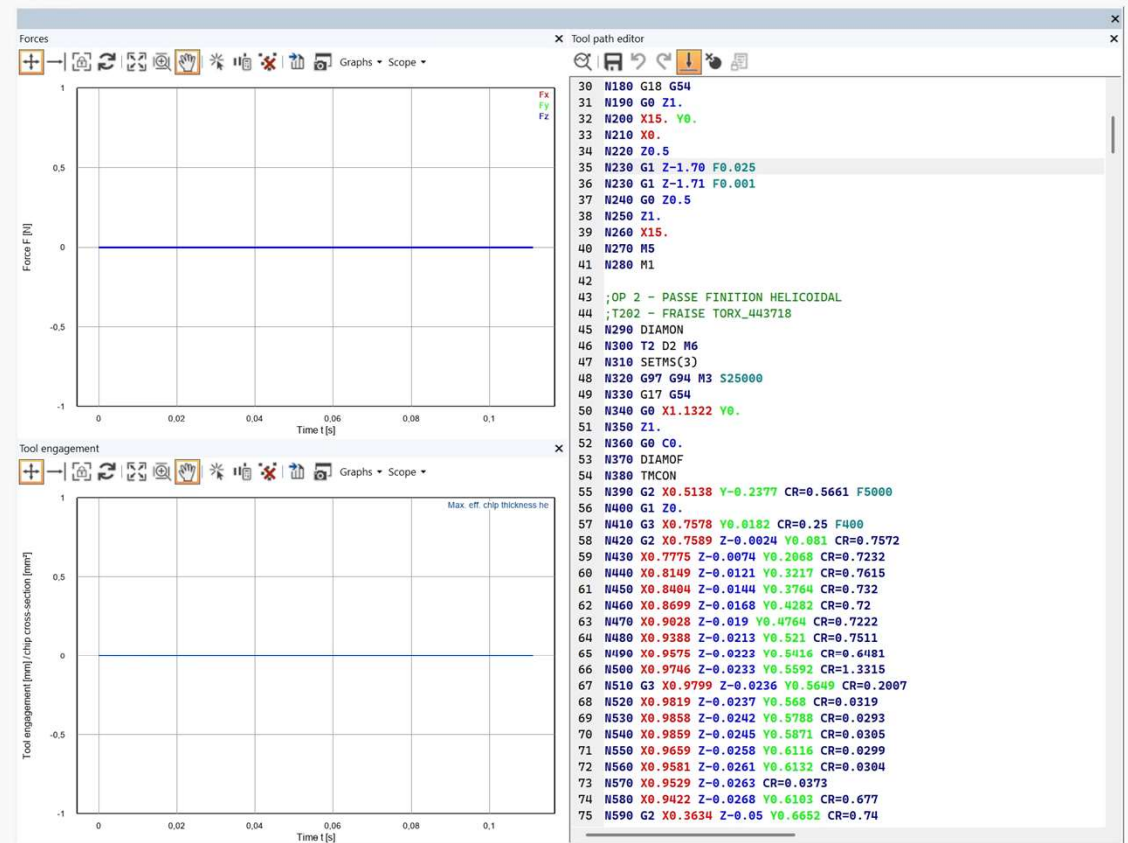 Forces
Graphs Scope
1
0,5
0
-0,5
-1
Force F [N]
Fx
Fy
Fz
0 0,02 0,04 0,06 0,08 0,1
Time t [s]
Tool engagement
Graphs Scope
1
0,5
0
-0,5
-1
Tool engagement [mm] / chip cross-section [mm²]
Max. eff. chip thickness he
0 0,02 0,04 0,06 0,08 0,1
Time t [s]
Tool path editor
30 N180 G18 G54
31 N190 G0 Z1.
32 N200 X15. Y0.
33 N210 X0.
34 N220 Z0.5
35 N230 G1 Z-1.70 F0.025
36 N230 G1 Z-1.71 F0.001
37 N240 G0 Z0.5
38 N250 Z1.
39 N260 X15.
40 N270 M5
41 N280 M1
42
43 ;OP 2 - PASSE FINITION HELICOIDAL
44 ;T202 - FRAISE TORX_443718
45 N290 DIAMON
46 N300 T2 D2 M6
47 N310 SETMS(3)
48 N320 G97 G94 M3 S25000
49 N330 G17 G54
50 N340 G0 X1.1322 Y0.
51 N350 Z1.
52 N360 G0 C0.
53 N370 DIAMOF
54 N380 TMCON
55 N390 G2 X0.5138 Y-0.2377 CR=0.5661 F5000
56 N400 G1 Z0.
57 N410 G3 X0.7578 Y0.0182 CR=0.25 F400
58 N420 G2 X0.7589 Z-0.0024 Y0.081 CR=0.7572
59 N430 X0.7775 Z-0.0074 Y0.2068 CR=0.7232
60 N440 X0.8149 Z-0.0121 Y0.3217 CR=0.7615
61 N450 X0.8404 Z-0.0144 Y0.3764 CR=0.732
62 N460 X0.8699 Z-0.0168 Y0.4282 CR=0.72
63 N470 X0.9028 Z-0.019 Y0.4764 CR=0.7222
64 N480 X0.9388 Z-0.0213 Y0.521 CR=0.7511
65 N490 X0.9575 Z-0.0223 Y0.5416 CR=0.6481
66 N500 X0.9746 Z-0.0233 Y0.5592 CR=1.3315
67 N510 G3 X0.9799 Z-0.0236 Y0.5649 CR=0.2007
68 N520 X0.9819 Z-0.0237 Y0.568 CR=0.0319
69 N530 X0.9858 Z-0.0242 Y0.5788 CR=0.0293
70 N540 X0.9859 Z-0.0245 Y0.5871 CR=0.0305
71 N550 X0.9659 Z-0.0258 Y0.6116 CR=0.0299
72 N560 X0.9581 Z-0.0261 Y0.6132 CR=0.0304
73 N570 X0.9529 Z-0.0263 CR=0.0373
74 N580 X0.9422 Z-0.0268 Y0.6103 CR=0.677
75 N590 G2 X0.3634 Z-0.05 Y0.6652 CR=0.74